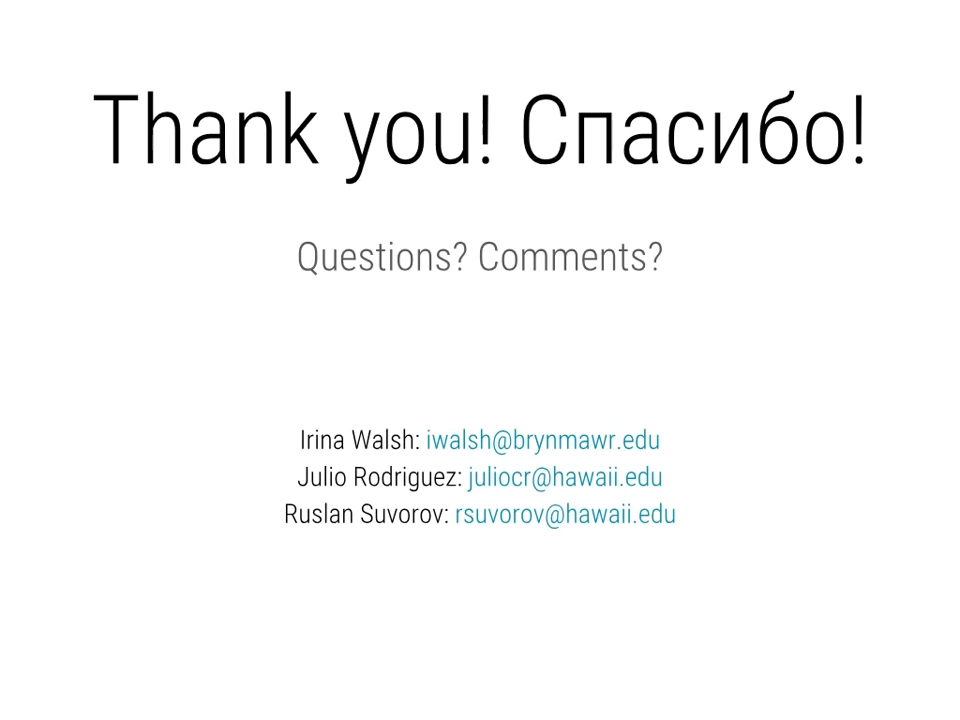 Thank you! Спасибо!
Questions? Comments?
Irina Walsh: iwalsh@brynmawr.edu
Julio Rodriguez: juliocr@hawaii.edu
Ruslan Suvorov: rsuvorov@hawaii.edu